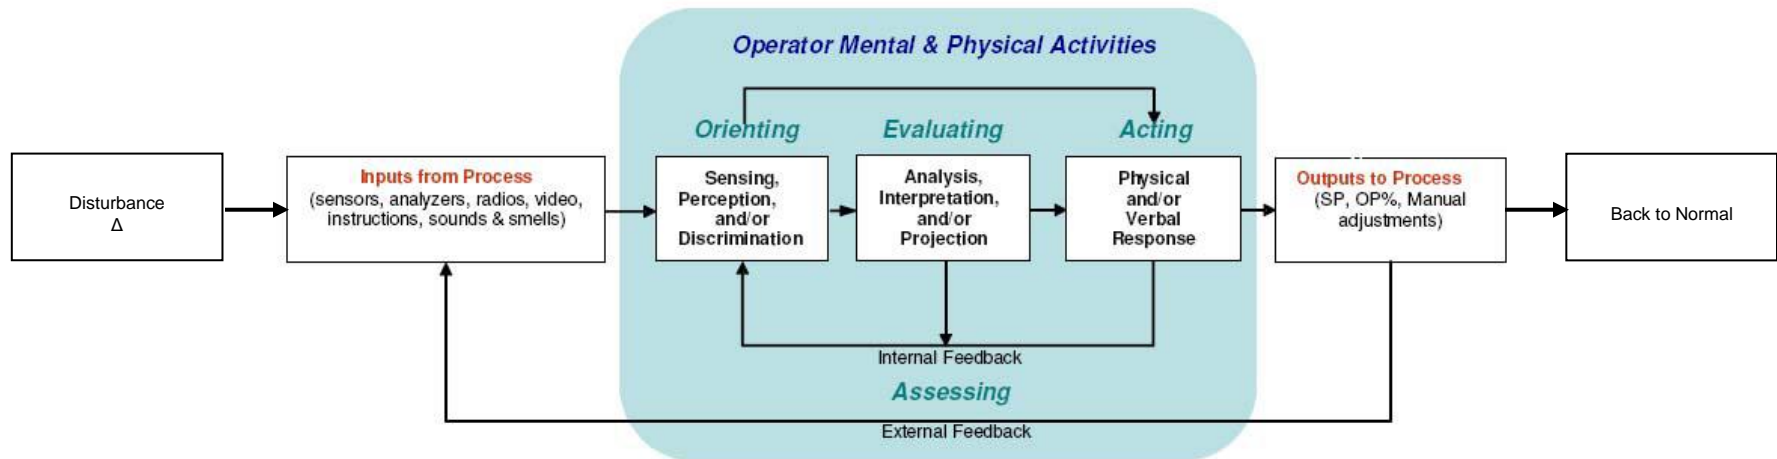 Operator Mental & Physical Activities
Orienting
Evaluating
Acting
Disturbance
Δ
Inputs from Process
(sensors, analyzers, radios, video,
instructions, sounds & smells)
Sensing,
Perception,
and/or
Discrimination
Analysis,
Interpretation,
and/or
Projection
Physical
and/or
Verbal
Response
Outputs to Process
(SP, OP%, Manual
adjustments)
Back to Normal
Internal Feedback
Assessing
External Feedback